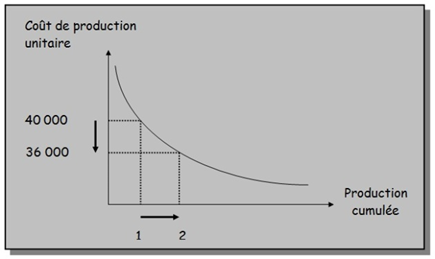 Coût de production
unitaire
40 000
36 000
Production
cumulée
1 2